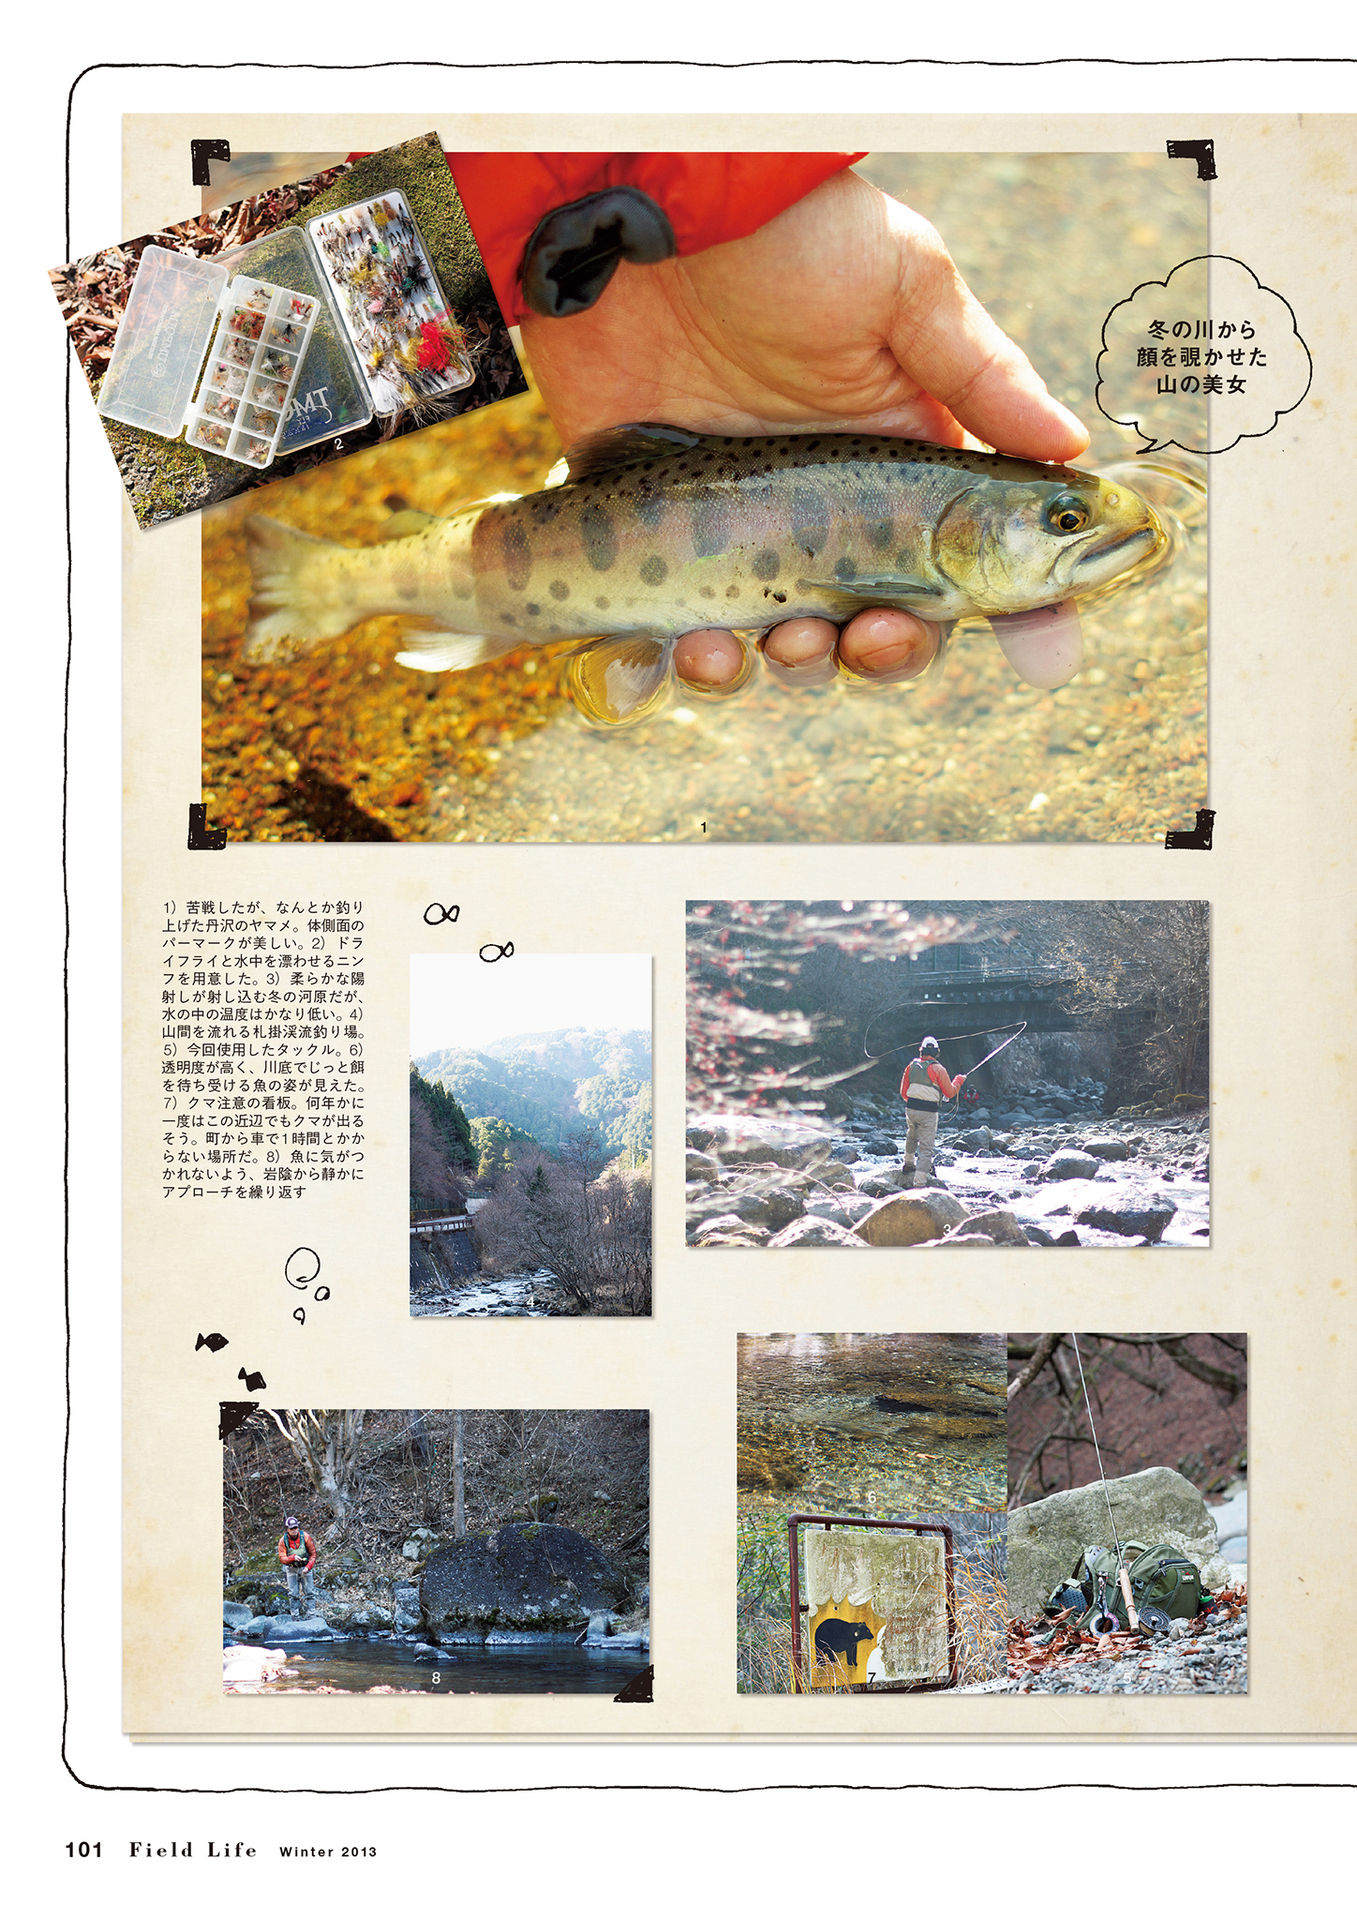 冬の川から
顔を覗かせた
山の美女
2
1
1）苦戦したが、なんとか釣り
上げた丹沢のヤマメ。体側面の
パーマークが美しい。2）ドラ
イフライと水中を漂わせるニン
フを用意した。3）柔らかな陽
射しが射し込む冬の河原だが、
水の中の温度はかなり低い。4）
山間を流れる札掛渓流釣り場。
5）今回使用したタックル。6）
透明度が高く、川底でじっと餌
を待ち受ける魚の姿が見えた。
7）クマ注意の看板。何年かに
一度はこの近辺でもクマが出る
そう。町から車で1時間とかか
らない場所だ。8）魚に気がつ
かれないよう、岩陰から静かに
アプローチを繰り返す
3
4
6
7
5
8
101 Field Life Winter 2013